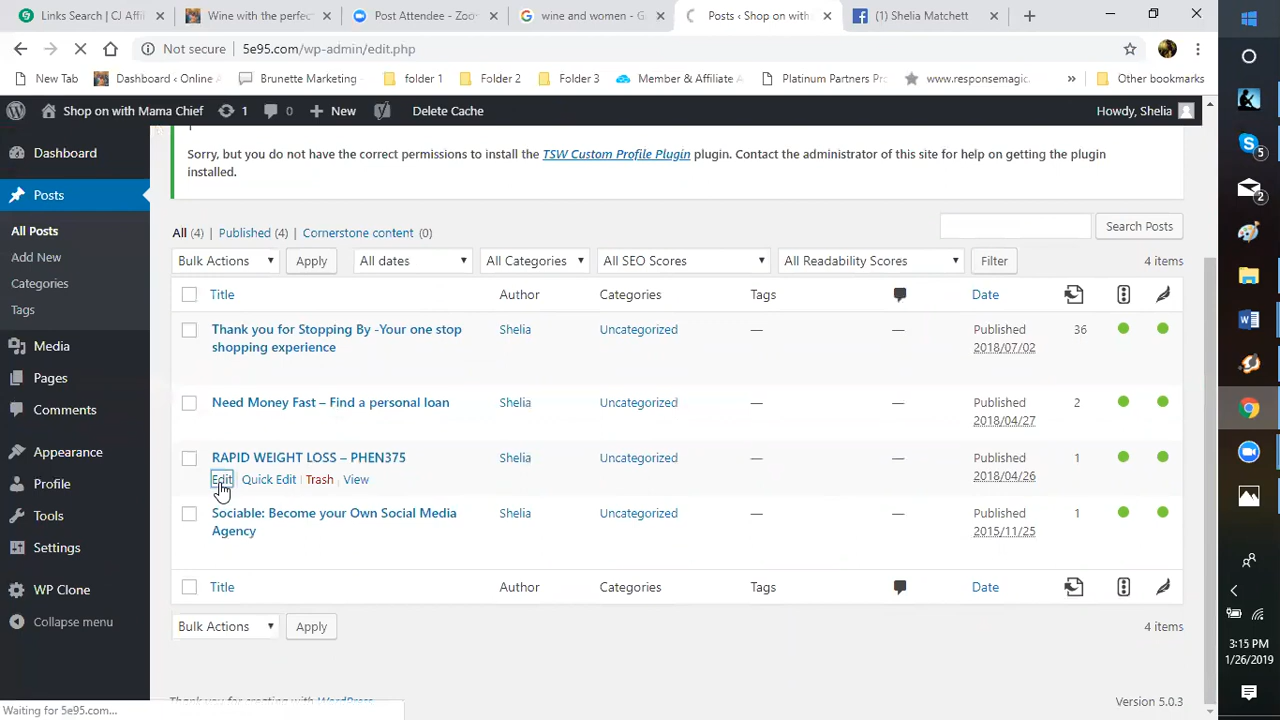 Links Search | CJ Affil
Wine with the perfect
Post Attendee - Zoo
wine and women - G
Posts ‹ Shop on with
(1) Shelia Matchett
Not secure
5e95.com/wp-admin/edit.php
New Tab
Dashboard ‹ Online A
Brunette Marketing -
folder 1
Folder 2
Folder 3
Member & Affiliate A
Platinum Partners Pr
www.responsemagic.
»
Other bookmarks
Shop on with Mama Chief
1
0
New
Delete Cache
Howdy, Shelia
Dashboard
Posts
All Posts
Add New
Categories
Tags
Media
Pages
Comments
Appearance
Profile
Tools
Settings
WP Clone
Collapse menu
Sorry, but you do not have the correct permissions to install the TSW Custom Profile Plugin plugin. Contact the administrator of this site for help on getting the plugin
installed.
All (4) | Published (4) | Cornerstone content (0)
Search Posts
Bulk Actions
Apply
All dates
All Categories
All SEO Scores
All Readability Scores
Filter
4 items
Title
Author
Categories
Tags
Date
Thank you for Stopping By -Your one stop
shopping experience
Shelia
Uncategorized
—
—
Published
2018/07/02
36
Need Money Fast – Find a personal loan
Shelia
Uncategorized
—
—
Published
2018/04/27
2
RAPID WEIGHT LOSS – PHEN375
Edit | Quick Edit | Trash | View
Shelia
Uncategorized
—
—
Published
2018/04/26
1
Sociable: Become your Own Social Media
Agency
Shelia
Uncategorized
—
—
Published
2015/11/25
1
Title
Author
Categories
Tags
Date
Bulk Actions
Apply
4 items
Thank you for creating with WordPress.
Version 5.0.3
Waiting for 5e95.com...
5
2
3:15 PM
1/26/2019